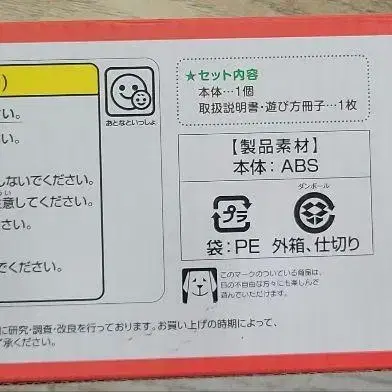 )
さい。
おとなといっしょ
い。
しないでください。
意してください。
い。
でください。
★セット内容
本体…1個
取扱説明書・遊び方冊子…1枚
【製品素材】
本体：ABS
プラ
ダンボール
袋：PE 外箱、仕切り
このマークのついている商品は、
目の不自由な方々にも楽しんで
遊んでいただけます。
に研究・調査・改良を行っております。お買い上げの時期によって、
了承ください。